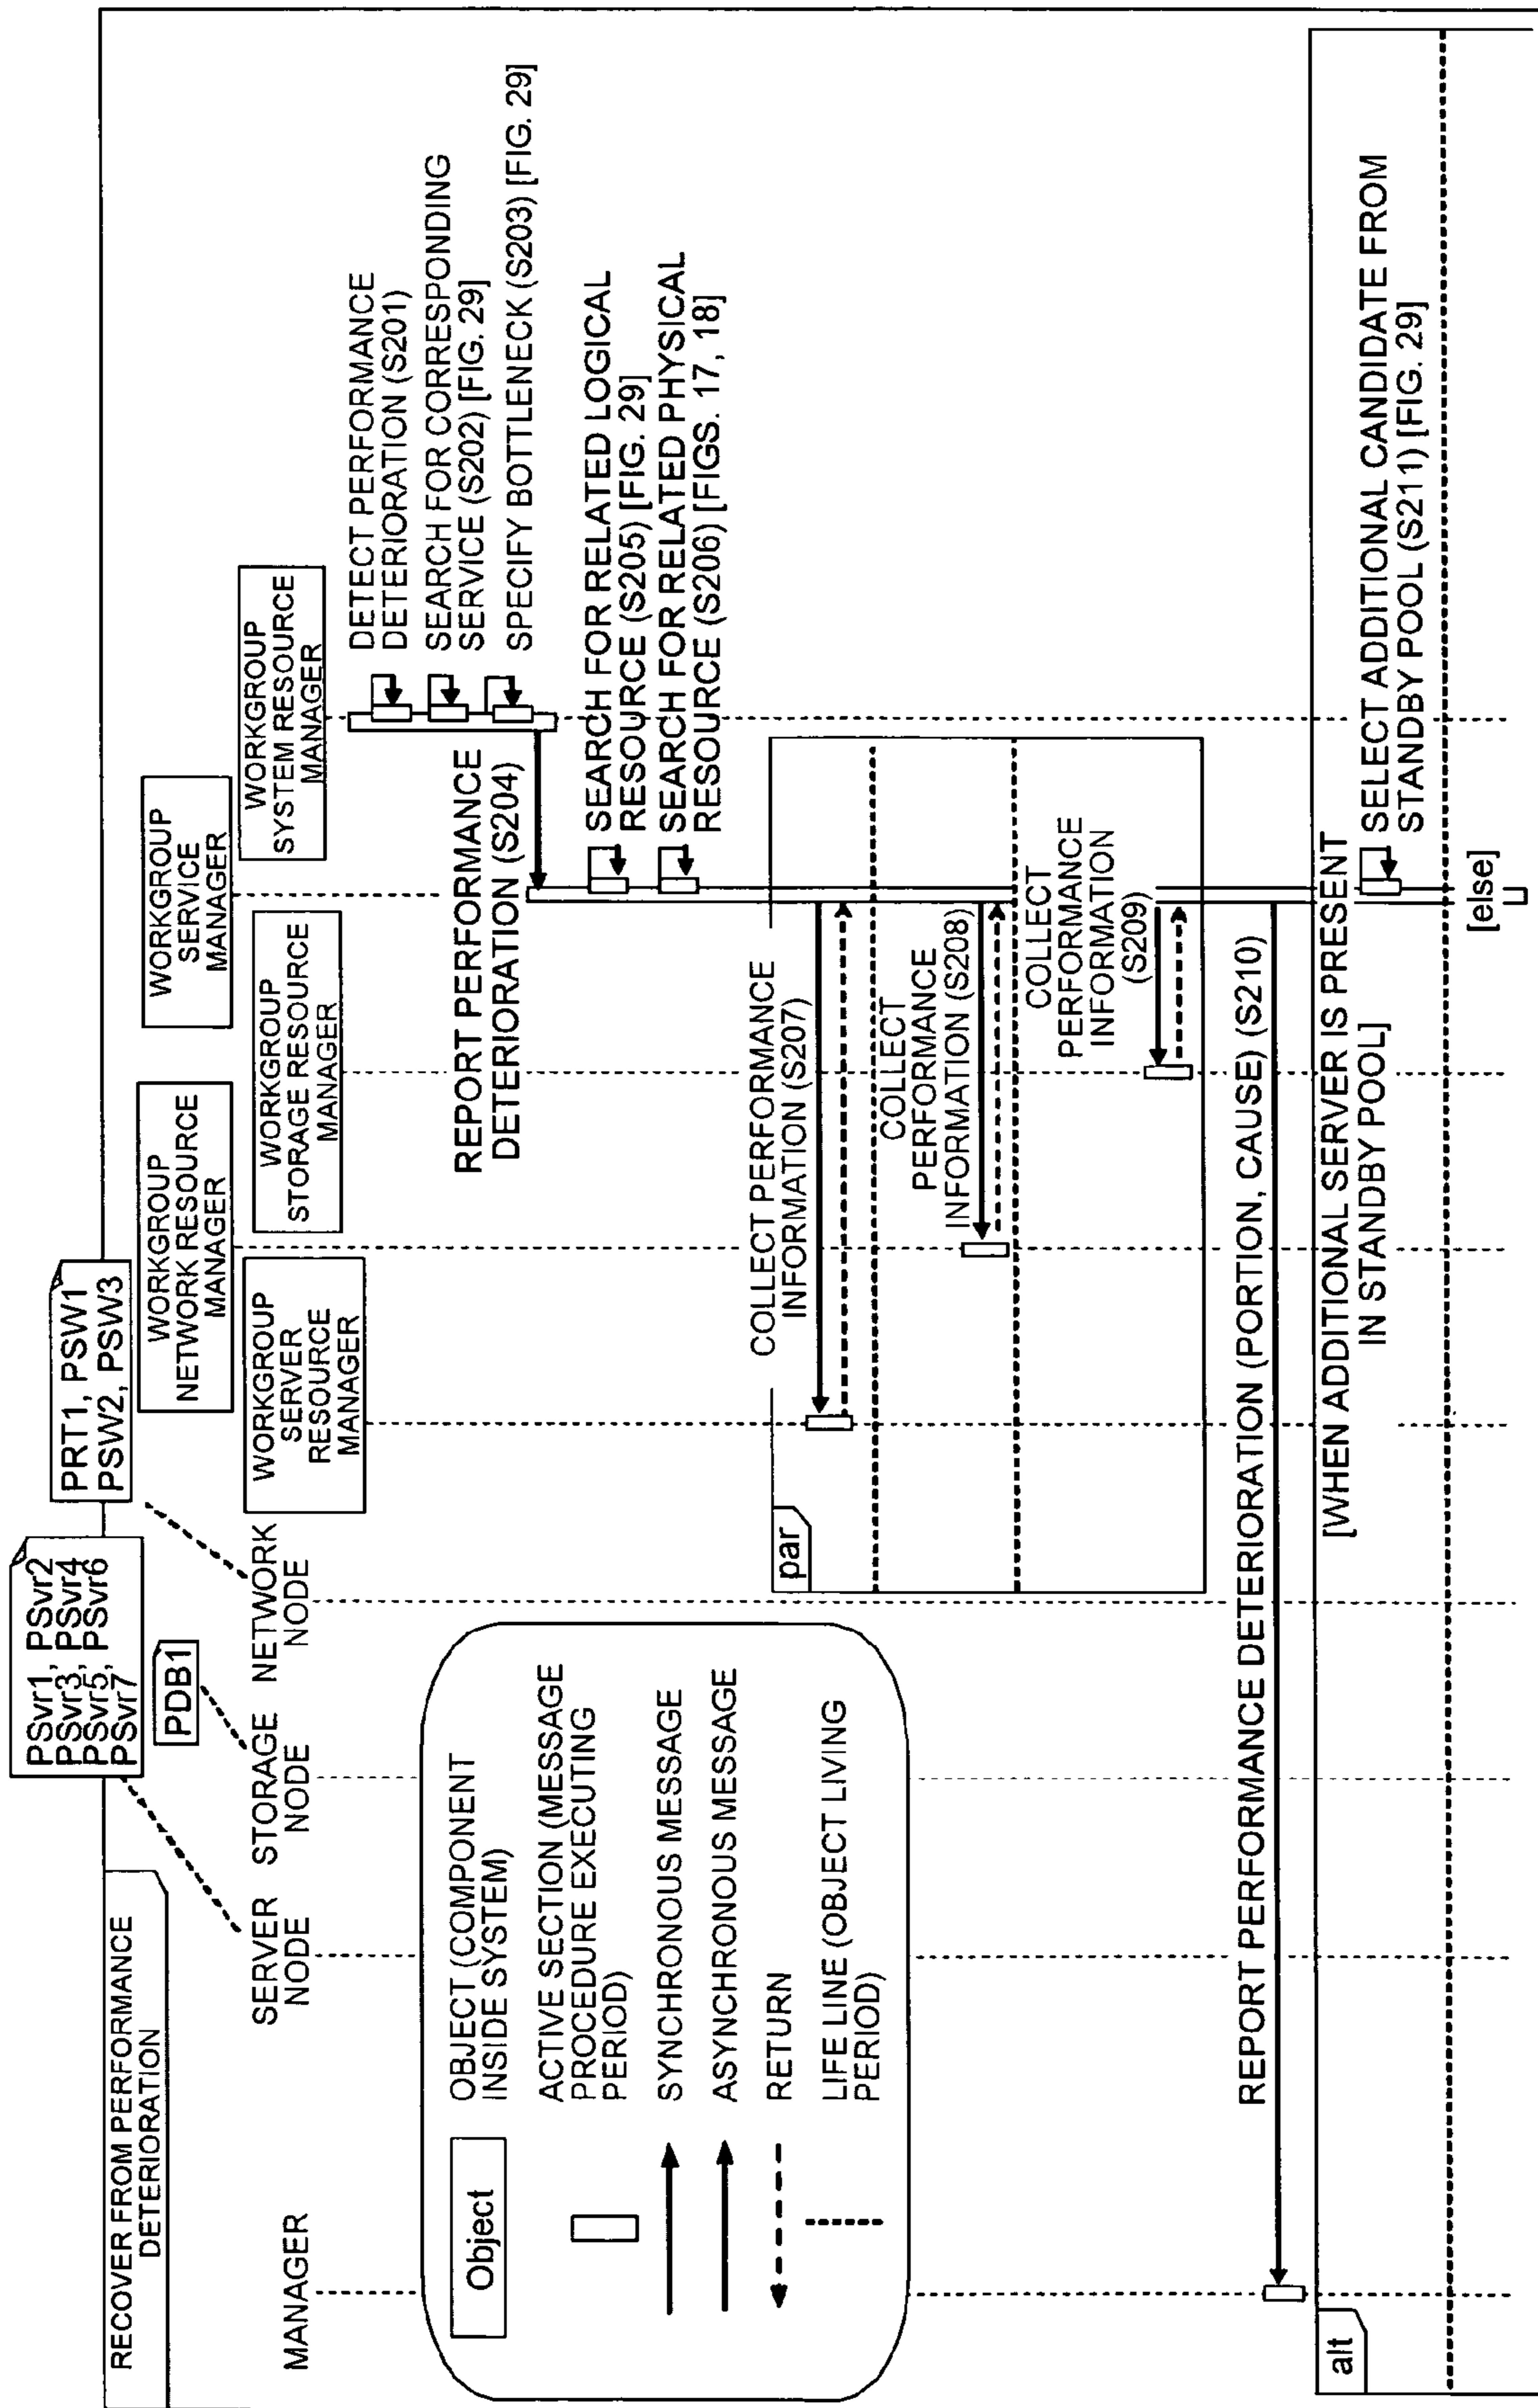 RECOVER FROM PERFORMANCE
DETERIORATION
PSvr1, PSvr2
PSvr3, PSvr4
PSvr5, PSvr6
PSvr7
PDB1
PRT1, PSW1
PSW2, PSW3
MANAGER
SERVER
NODE
STORAGE
NODE
NETWORK
NODE
WORKGROUP
SERVER
RESOURCE
MANAGER
WORKGROUP
NETWORK RESOURCE
MANAGER
WORKGROUP
STORAGE RESOURCE
MANAGER
WORKGROUP
SERVICE
MANAGER
WORKGROUP
SYSTEM RESOURCE
MANAGER
DETECT PERFORMANCE
DETERIORATION (S201)
SEARCH FOR CORRESPONDING
SERVICE (S202) [FIG. 29]
SPECIFY BOTTLENECK (S203) [FIG. 29]
REPORT PERFORMANCE
DETERIORATION (S204)
SEARCH FOR RELATED LOGICAL
RESOURCE (S205) [FIG. 29]
SEARCH FOR RELATED PHYSICAL
RESOURCE (S206) [FIGS. 17, 18]
Object
OBJECT (COMPONENT
INSIDE SYSTEM)
ACTIVE SECTION (MESSAGE
PROCEDURE EXECUTING
PERIOD)
SYNCHRONOUS MESSAGE
ASYNCHRONOUS MESSAGE
RETURN
LIFE LINE (OBJECT LIVING
PERIOD)
par
COLLECT PERFORMANCE
INFORMATION (S207)
COLLECT
PERFORMANCE
INFORMATION (S208)
COLLECT
PERFORMANCE
INFORMATION
(S209)
REPORT PERFORMANCE DETERIORATION (PORTION, CAUSE) (S210)
alt
[WHEN ADDITIONAL SERVER IS PRESENT
IN STANDBY POOL]
SELECT ADDITIONAL CANDIDATE FROM
STANDBY POOL (S211) [FIG. 29]
[else]